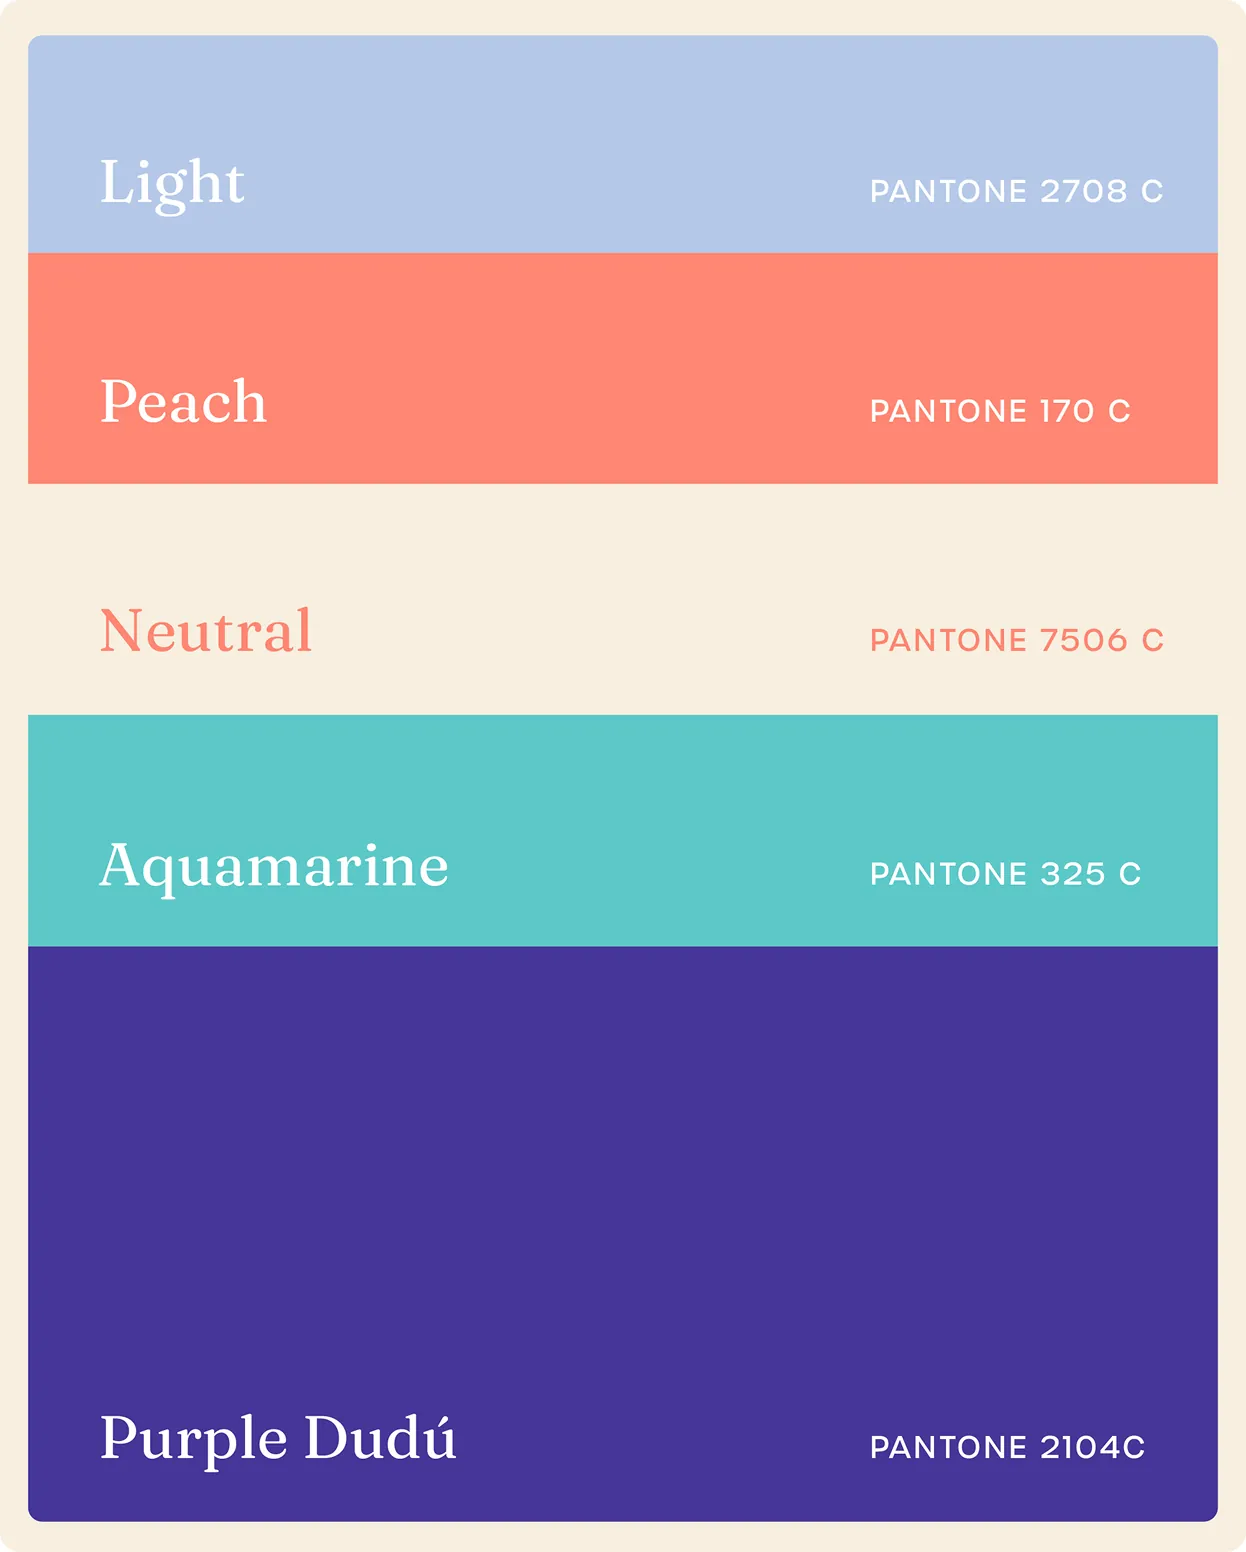 Light PANTONE 2708 C
Peach PANTONE 170 C
Neutral PANTONE 7506 C
Aquamarine PANTONE 325 C
Purple Dudú PANTONE 2104C